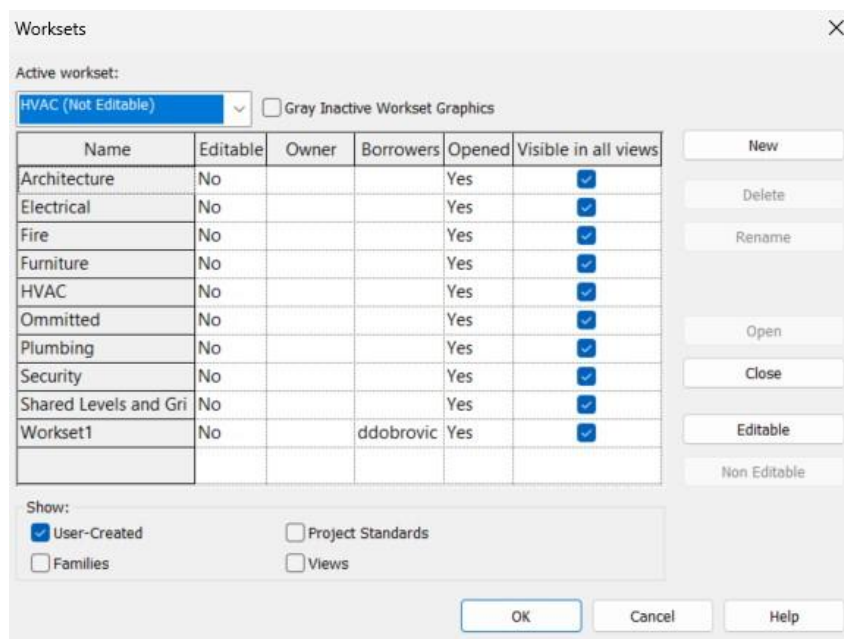 Worksets
Active workset:
HVAC (Not Editable)
Gray Inactive Workset Graphics
Name Editable Owner Borrowers Opened Visible in all views
Architecture No Yes
Electrical No Yes
Fire No Yes
Furniture No Yes
HVAC No Yes
Ommitted No Yes
Plumbing No Yes
Security No Yes
Shared Levels and Gri No Yes
Workset1 No ddobrovic Yes
New
Delete
Rename
Open
Close
Editable
Non Editable
Show:
User-Created Project Standards
Families Views
OK Cancel Help